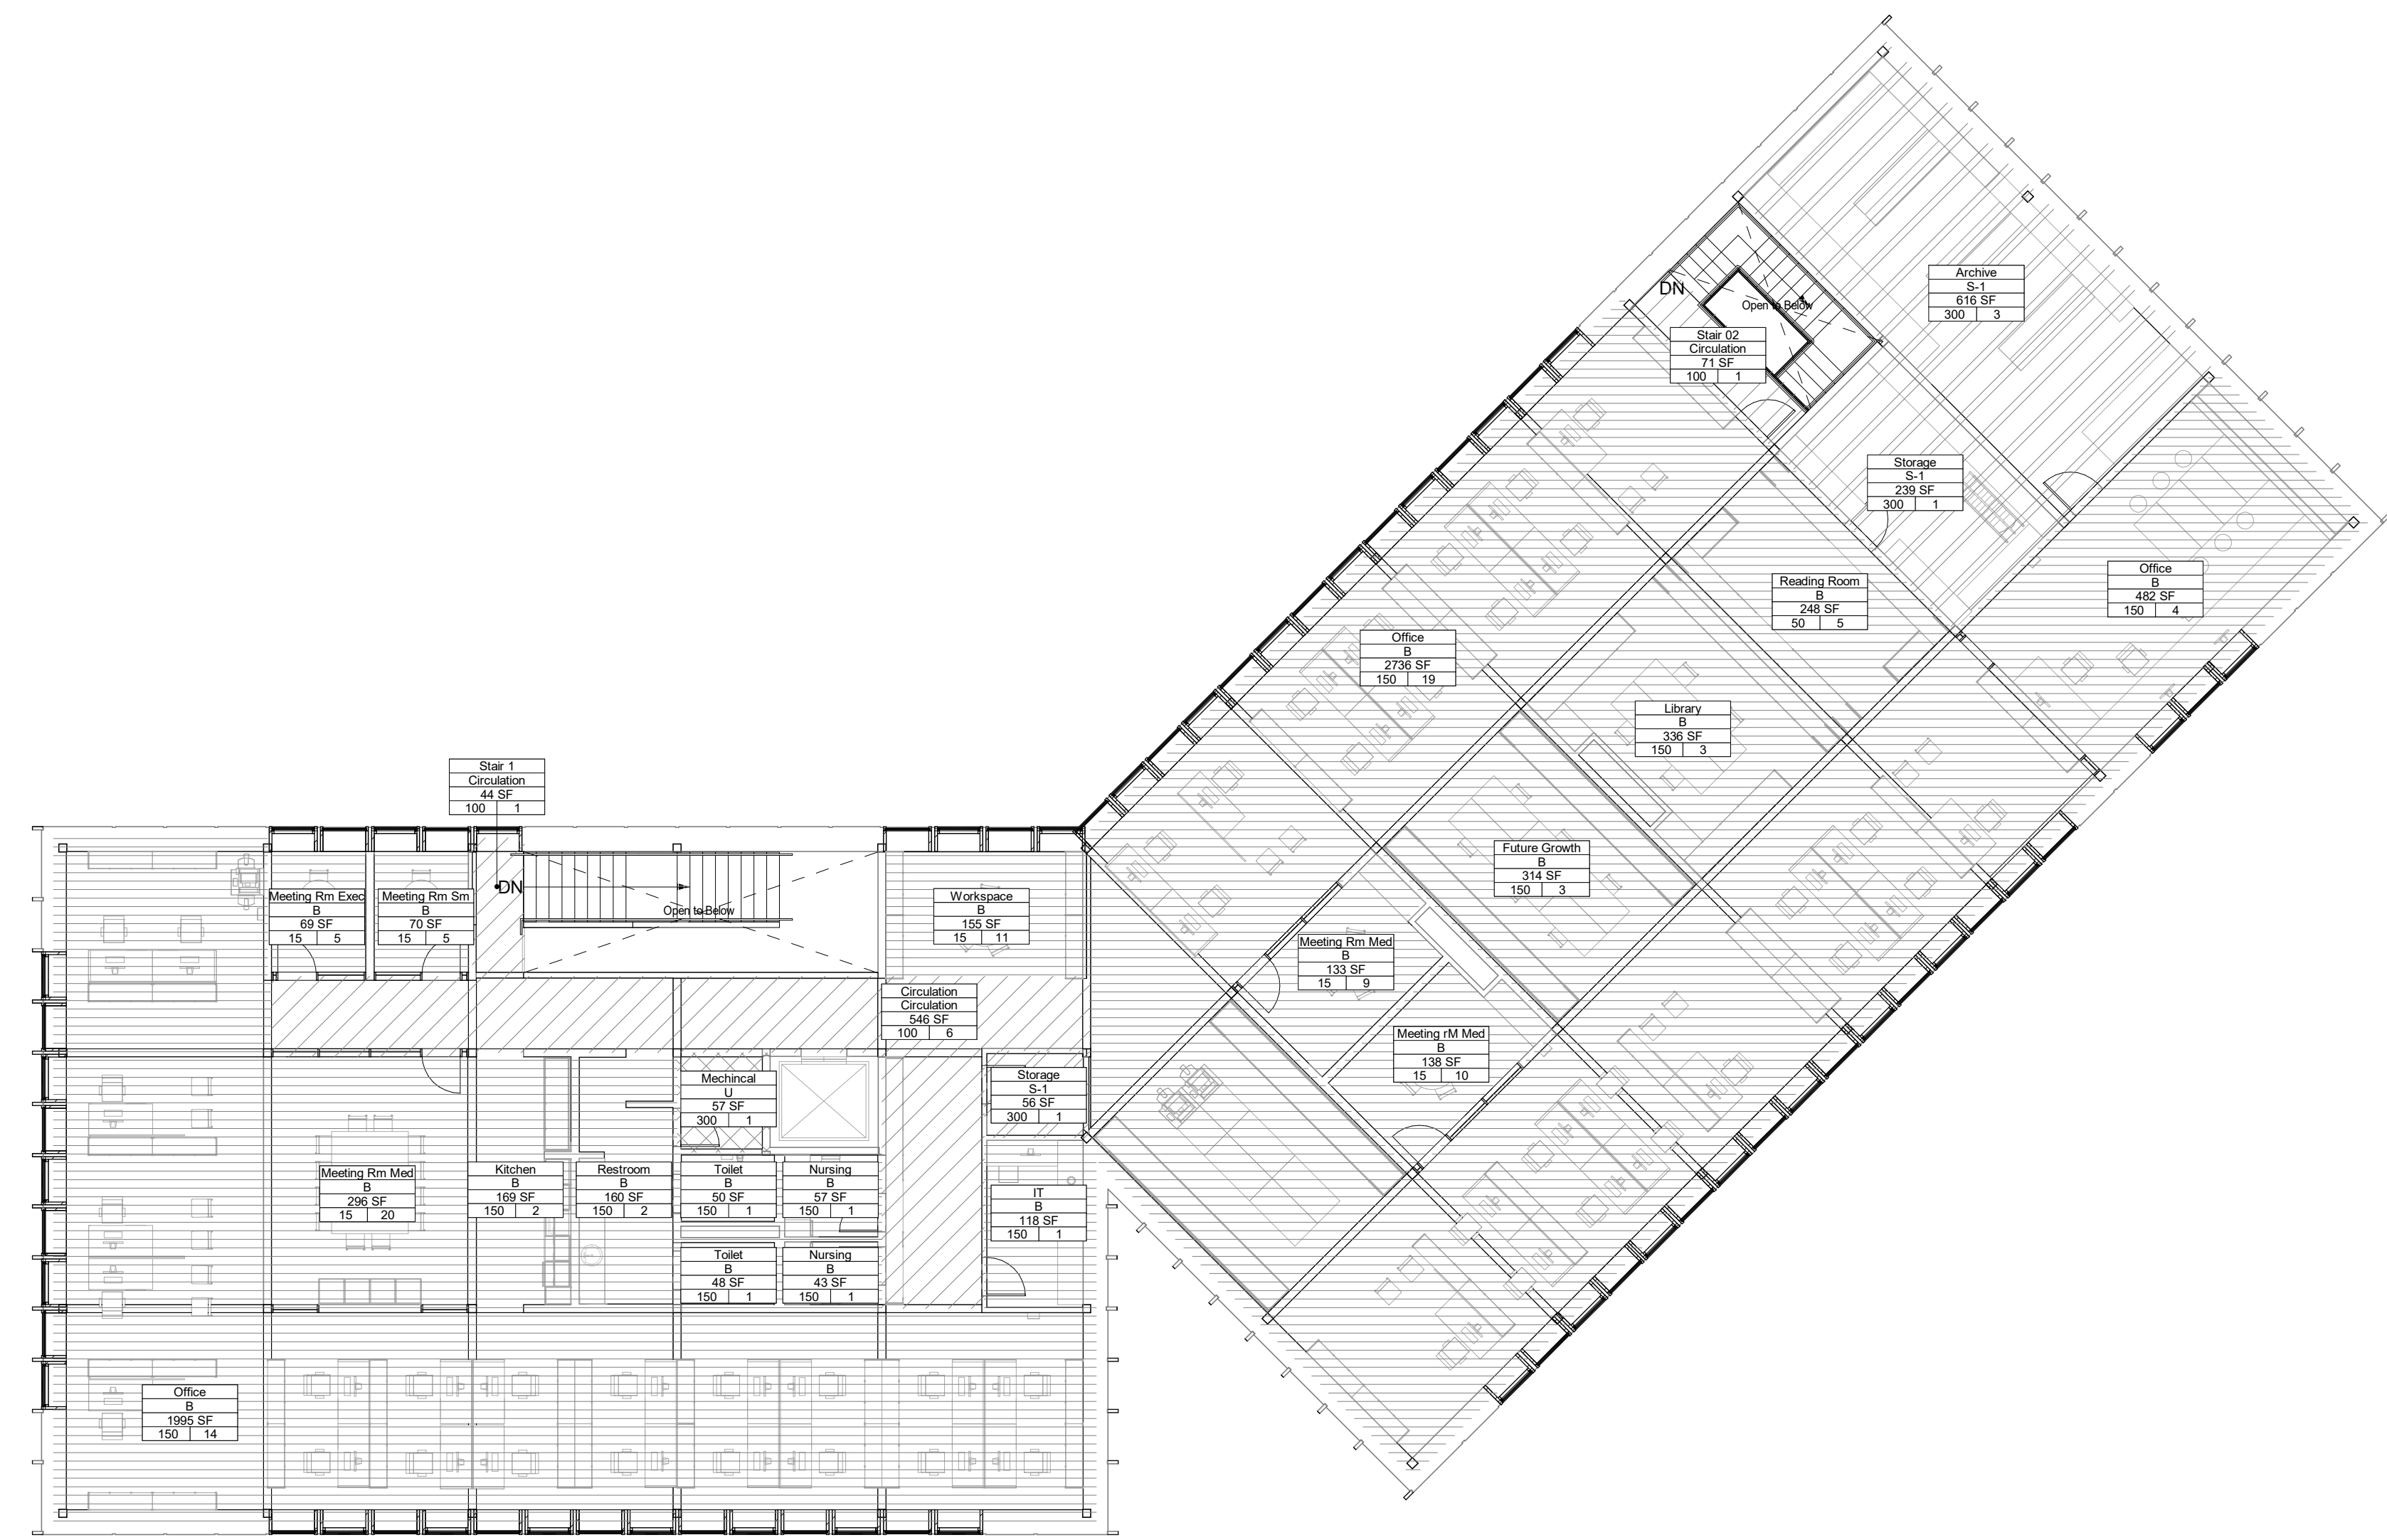 DN
Open to Below
Archive
S-1
616 SF
300 3
Stair 02
Circulation
71 SF
100 1
Storage
S-1
239 SF
300 1
Office
B
482 SF
150 4
Reading Room
B
248 SF
50 5
Office
B
2736 SF
150 19
Library
B
336 SF
150 3
Stair 1
Circulation
44 SF
100 1
Future Growth
B
314 SF
150 3
Meeting Rm Exec
B
69 SF
15 5
Meeting Rm Sm
B
70 SF
15 5
DN
Open to Below
Workspace
B
155 SF
15 11
Meeting Rm Med
B
133 SF
15 9
Circulation
Circulation
546 SF
100 6
Meeting rM Med
B
138 SF
15 10
Mechincal
U
57 SF
300 1
Storage
S-1
56 SF
300 1
Meeting Rm Med
B
296 SF
15 20
Kitchen
B
169 SF
150 2
Restroom
B
160 SF
150 2
Toilet
B
50 SF
150 1
Nursing
B
57 SF
150 1
IT
B
118 SF
150 1
Toilet
B
48 SF
150 1
Nursing
B
43 SF
150 1
Office
B
1995 SF
150 14